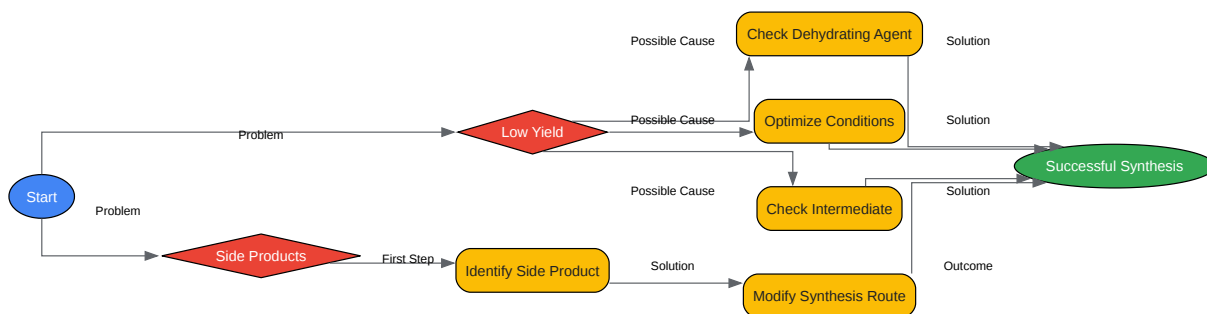 Possible Cause
Check Dehydrating Agent
Solution
Problem
Low Yield
Possible Cause
Optimize Conditions
Solution
Successful Synthesis
Start
Possible Cause
Check Intermediate
Solution
Problem
Side Products
First Step
Identify Side Product
Solution
Modify Synthesis Route
Outcome